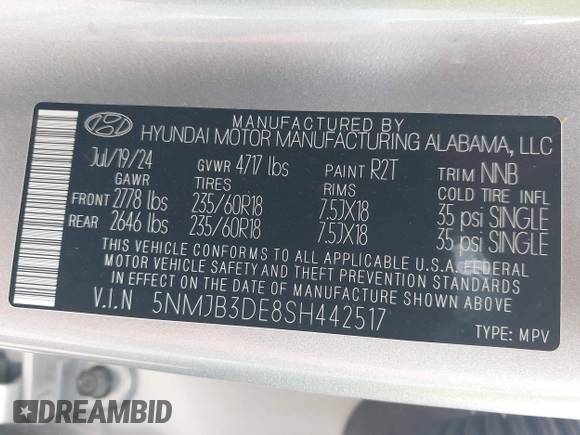 MANUFACTURED BY
HYUNDAI MOTOR MANUFACTURING ALABAMA, LLC
Jul/19/24 GVWR 4717 lbs PAINT R2T TRIM NNB
GAWR TIRES RIMS COLD TIRE INFL
FRONT 2778 lbs 235/60R18 7.5JX18 35 psi SINGLE
REAR 2646 lbs 235/60R18 7.5JX18 35 psi SINGLE
THIS VEHICLE CONFORMS TO ALL APPLICABLE U.S.A. FEDERAL
MOTOR VEHICLE SAFETY AND THEFT PREVENTION STANDARDS
IN EFFECT ON THE DATE OF MANUFACTURE SHOWN ABOVE.
V.I.N 5NMJB3DE8SH442517
TYPE: MPV
DREAMBID